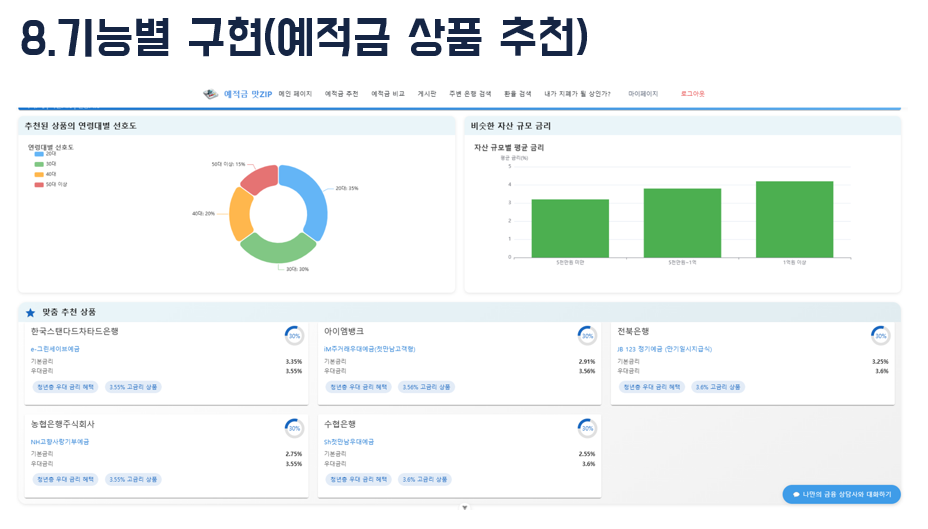 8.기능별 구현(예적금 상품 추천)
예적금 맛ZIP 메인 페이지 예적금 추천 예적금 비교 게시판 주변 은행 검색 환율 검색 내가 지폐가 될 상인가? 마이페이지 로그아웃
추천된 상품의 연령대별 선호도
연령대별 선호도
20대
30대
40대
50대 이상
50대 이상: 15%
20대: 35%
40대: 20%
30대: 30%
비슷한 자산 규모 금리
자산 규모별 평균 금리
평균 금리(%)
5
4
3
2
1
0
5천만원 미만 5천만원~1억 1억원 이상
맞춤 추천 상품
한국스탠다드차타드은행 30%
e-그린세이브예금
기본금리 3.35%
우대금리 3.55%
청년층 우대 금리 혜택 3.55% 고금리 상품
아이엠뱅크 30%
iM주거래우대예금(첫만남고객형)
기본금리 2.91%
우대금리 3.56%
청년층 우대 금리 혜택 3.56% 고금리 상품
전북은행 30%
JB 123 정기예금 (만기일시지급식)
기본금리 3.25%
우대금리 3.6%
청년층 우대 금리 혜택 3.6% 고금리 상품
농협은행주식회사 30%
NH고향사랑기부예금
기본금리 2.75%
우대금리 3.55%
청년층 우대 금리 혜택 3.55% 고금리 상품
수협은행 30%
Sh첫만남우대예금
기본금리 2.55%
우대금리 3.6%
청년층 우대 금리 혜택 3.6% 고금리 상품
나만의 금융 상담사와 대화하기